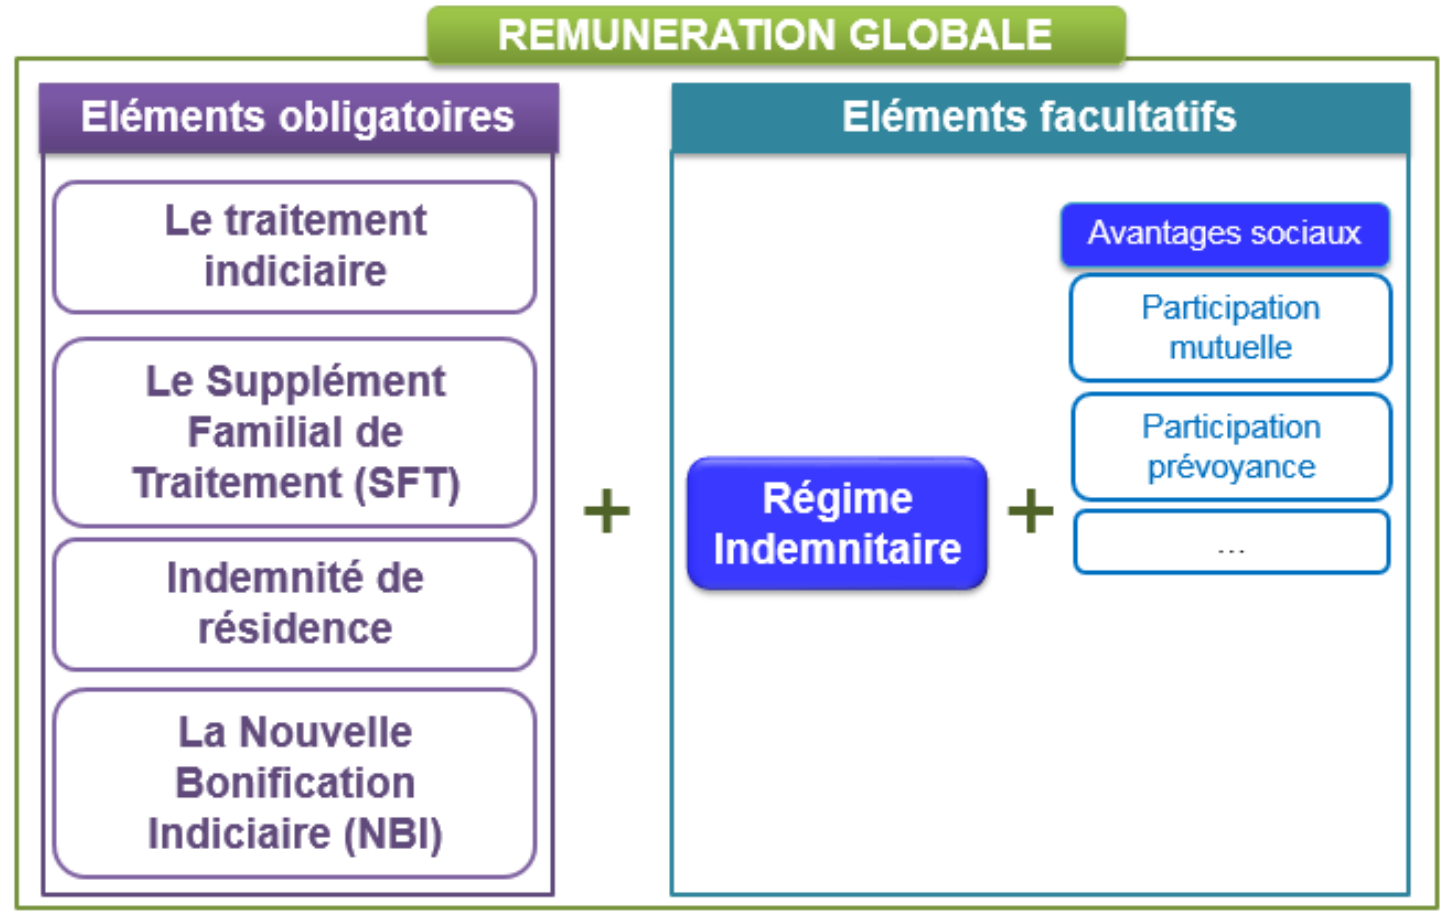 REMUNERATION GLOBALE
Eléments obligatoires
Le traitement
indiciaire
Le Supplément
Familial de
Traitement (SFT)
Indemnité de
résidence
La Nouvelle
Bonification
Indiciaire (NBI)
+
Eléments facultatifs
Régime
Indemnitaire
+
Avantages sociaux
Participation
mutuelle
Participation
prévoyance
...